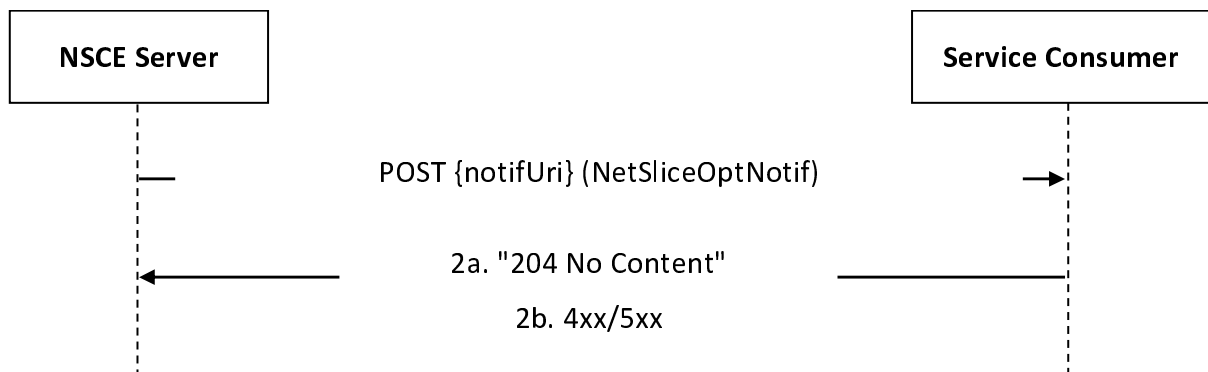 NSCE Server
Service Consumer
POST {notifUri} (NetSliceOptNotif)
2a. "204 No Content"
2b. 4xx/5xx